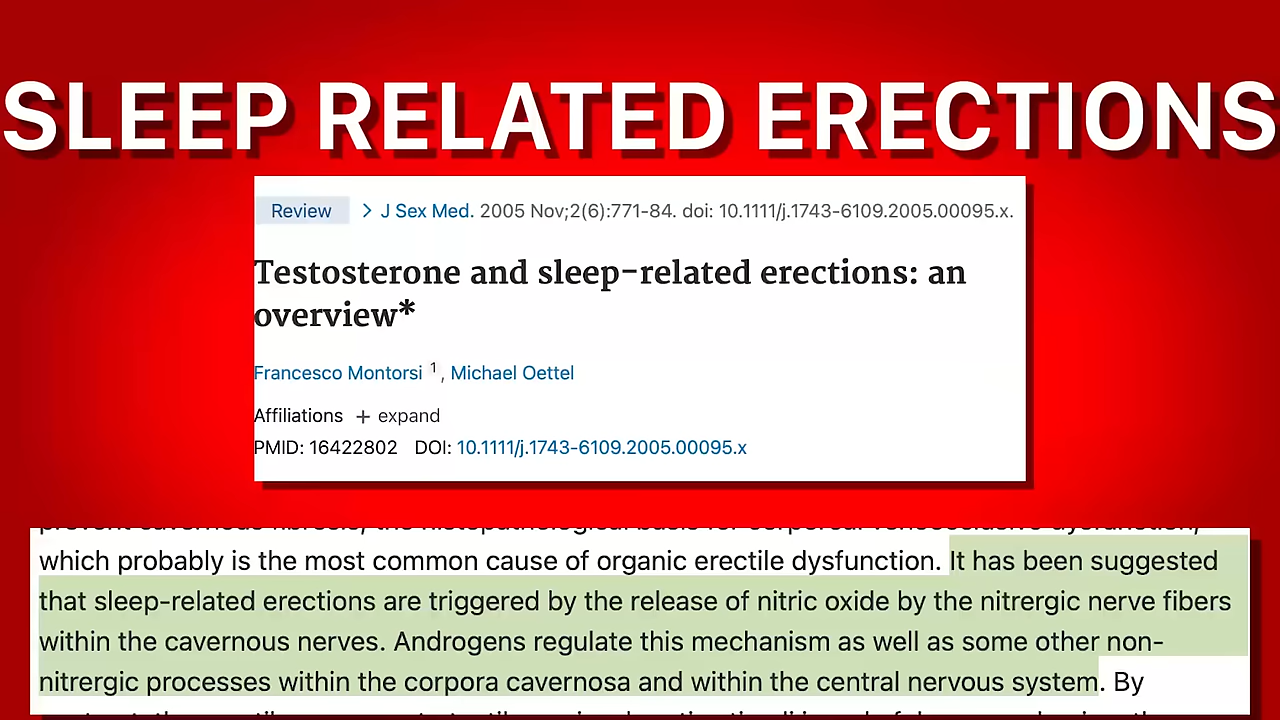 SLEEP RELATED ERECTIONS
Review > J Sex Med. 2005 Nov;2(6):771-84. doi: 10.1111/j.1743-6109.2005.00095.x.
Testosterone and sleep-related erections: an
overview*
Francesco Montorsi 1, Michael Oettel
Affiliations + expand
PMID: 16422802 DOI: 10.1111/j.1743-6109.2005.00095.x
which probably is the most common cause of organic erectile dysfunction. It has been suggested
that sleep-related erections are triggered by the release of nitric oxide by the nitrergic nerve fibers
within the cavernous nerves. Androgens regulate this mechanism as well as some other non-
nitrergic processes within the corpora cavernosa and within the central nervous system. By